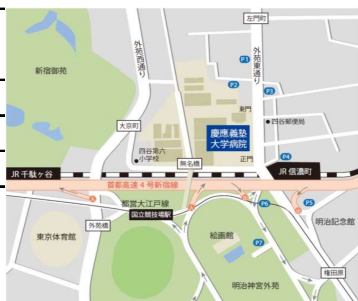 左門町
外苑西通り
外苑東通り
新宿御苑
P1
P2
P3
東門
大京町
四谷郵便局
慶應義塾
大学病院
四谷第六
小学校
無名橋
正門
P4
JR千駄ヶ谷
JR信濃町
首都高速4号新宿線
都営大江戸線
国立競技場駅
外苑橋
P5
P6
明治記念館
東京体育館
絵画館
P7
権田原
明治神宮外苑